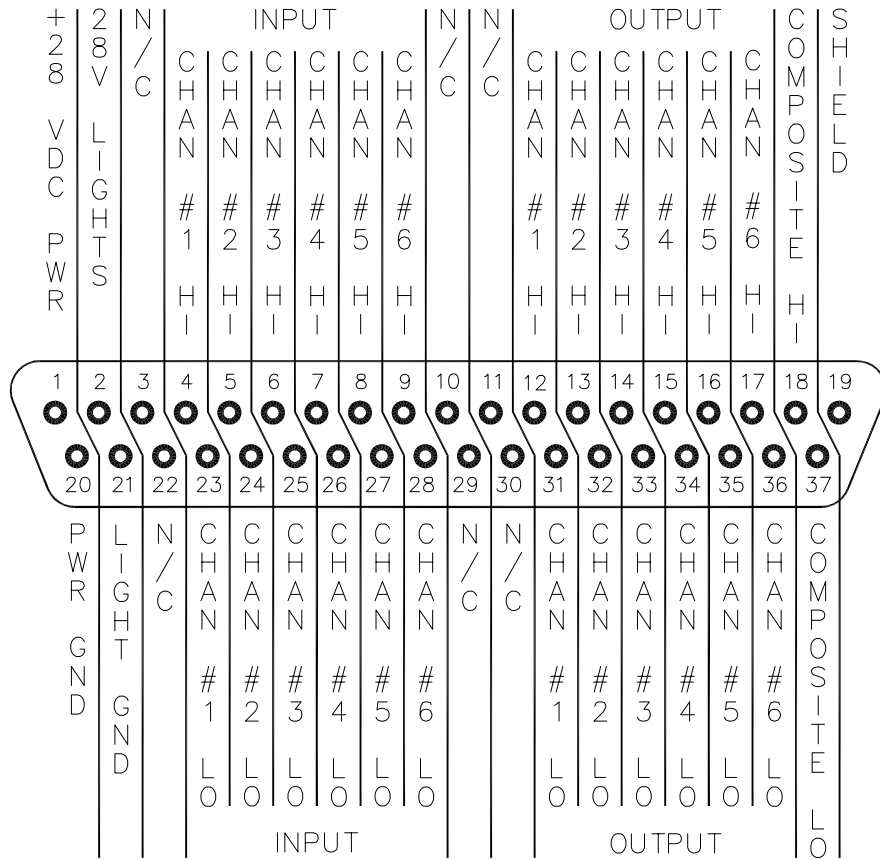 +28 VDC PWR
28V LIGHTS
N/C
INPUT
CHAN #1 HI
CHAN #2 HI
CHAN #3 HI
CHAN #4 HI
CHAN #5 HI
CHAN #6 HI
N/C
N/C
OUTPUT
CHAN #1 HI
CHAN #2 HI
CHAN #3 HI
CHAN #4 HI
CHAN #5 HI
CHAN #6 HI
COMPOSITE HI
SHIELD
1 2 3 4 5 6 7 8 9 10 11 12 13 14 15 16 17 18 19
20 21 22 23 24 25 26 27 28 29 30 31 32 33 34 35 36 37
PWR GND
LIGHT GND
N/C
CHAN #1 LO
CHAN #2 LO
CHAN #3 LO
CHAN #4 LO
CHAN #5 LO
CHAN #6 LO
INPUT
N/C
N/C
CHAN #1 LO
CHAN #2 LO
CHAN #3 LO
CHAN #4 LO
CHAN #5 LO
CHAN #6 LO
OUTPUT
COMPOSITE LO